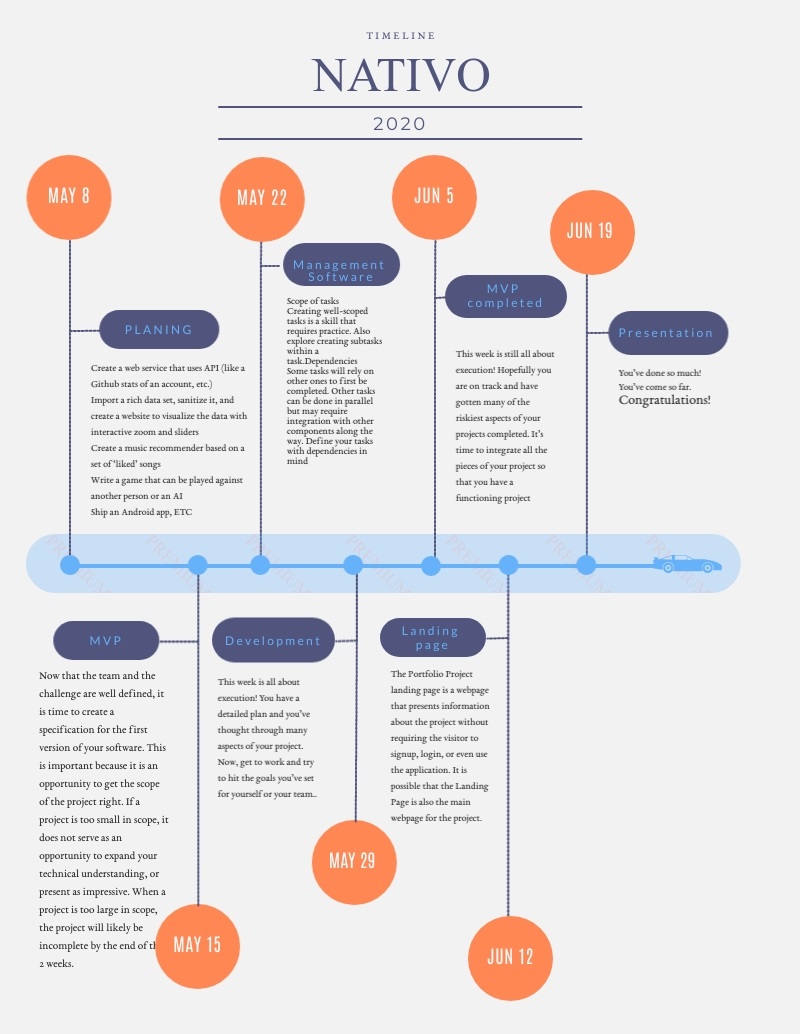 TIMELINE
NATIVO
2020
MAY 8
MAY 22
JUN 5
JUN 19
PLANING
Create a web service that uses API (like a
Github stats of an account, etc.)
Import a rich data set, sanitize it, and
create a website to visualize the data with
interactive zoom and sliders
Create a music recommender based on a
set of 'liked' songs
Write a game that can be played against
another person or an AI
Ship an Android app, ETC
Management
Software
Scope of tasks
Creating well-scoped
tasks is a skill that
requires practice. Also
explore creating subtasks
within a
task.Dependencies
Some tasks will rely on
other ones to first be
completed. Other tasks
can be done in parallel
but may require
integration with other
components along the
way. Define your tasks
with dependencies in
mind
MVP
completed
This week is still all about
execution! Hopefully you
are on track and have
gotten many of the
riskiest aspects of your
projects completed. It's
time to integrate all the
pieces of your project so
that you have a
functioning project
Presentation
You've done so much!
You've come so far.
Congratulations!
PREMIUM PREMIUM PREMIUM PREMIUM PREMIUM PREMIUM PREMIUM
MVP
Now that the team and the
challenge are well defined, it
is time to create a
specification for the first
version of your software. This
is important because it is an
opportunity to get the scope
of the project right. If a
project is too small in scope, it
does not serve as an
opportunity to expand your
technical understanding, or
present as impressive. When a
project is too large in scope,
the project will likely be
incomplete by the end of th
2 weeks.
MAY 15
Development
This week is all about
execution! You have a
detailed plan and you've
thought through many
aspects of your project.
Now, get to work and try
to hit the goals you've set
for yourself or your team..
MAY 29
Landing
page
The Portfolio Project
landing page is a webpage
that presents information
about the project without
requiring the visitor to
signup, login, or even use
the application. It is
possible that the Landing
Page is also the main
webpage for the project.
JUN 12